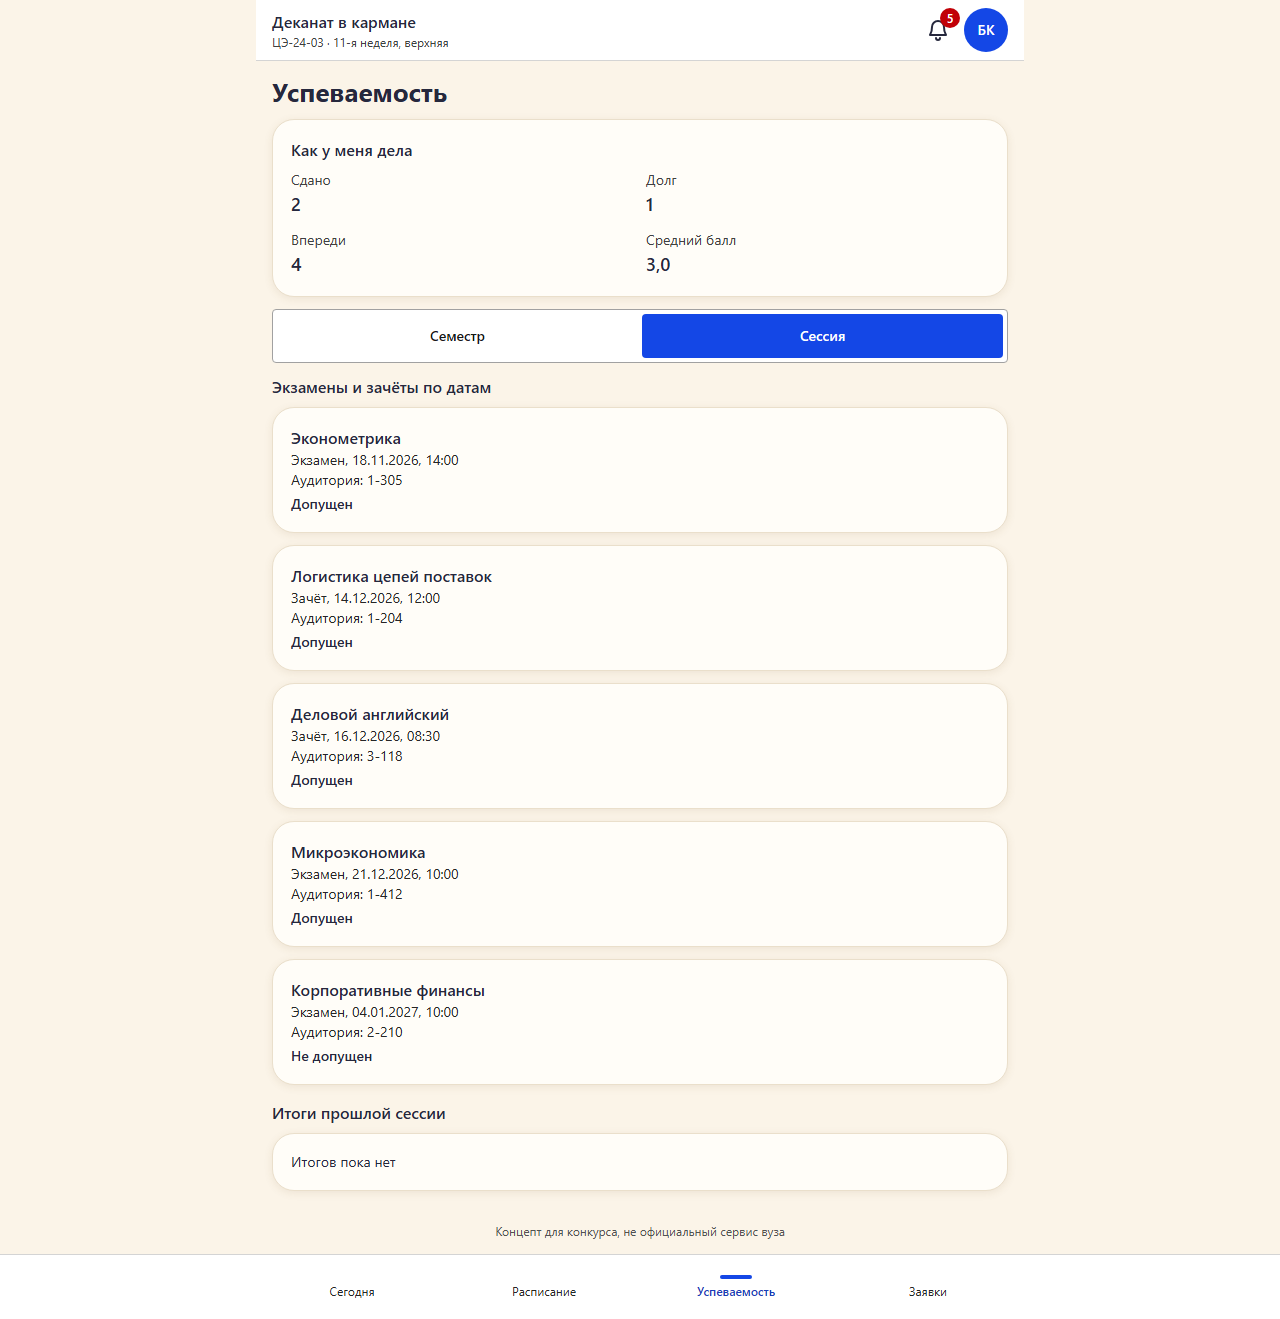 Деканат в кармане
ЦЭ-24-03 · 11-я неделя, верхняя
5
БК
Успеваемость
Как у меня дела
Сдано
2
Долг
1
Впереди
4
Средний балл
3,0
Семестр
Сессия
Экзамены и зачёты по датам
Эконометрика
Экзамен, 18.11.2026, 14:00
Аудитория: 1-305
Допущен
Логистика цепей поставок
Зачёт, 14.12.2026, 12:00
Аудитория: 1-204
Допущен
Деловой английский
Зачёт, 16.12.2026, 08:30
Аудитория: 3-118
Допущен
Микроэкономика
Экзамен, 21.12.2026, 10:00
Аудитория: 1-412
Допущен
Корпоративные финансы
Экзамен, 04.01.2027, 10:00
Аудитория: 2-210
Не допущен
Итоги прошлой сессии
Итогов пока нет
Концепт для конкурса, не официальный сервис вуза
Сегодня
Расписание
Успеваемость
Заявки